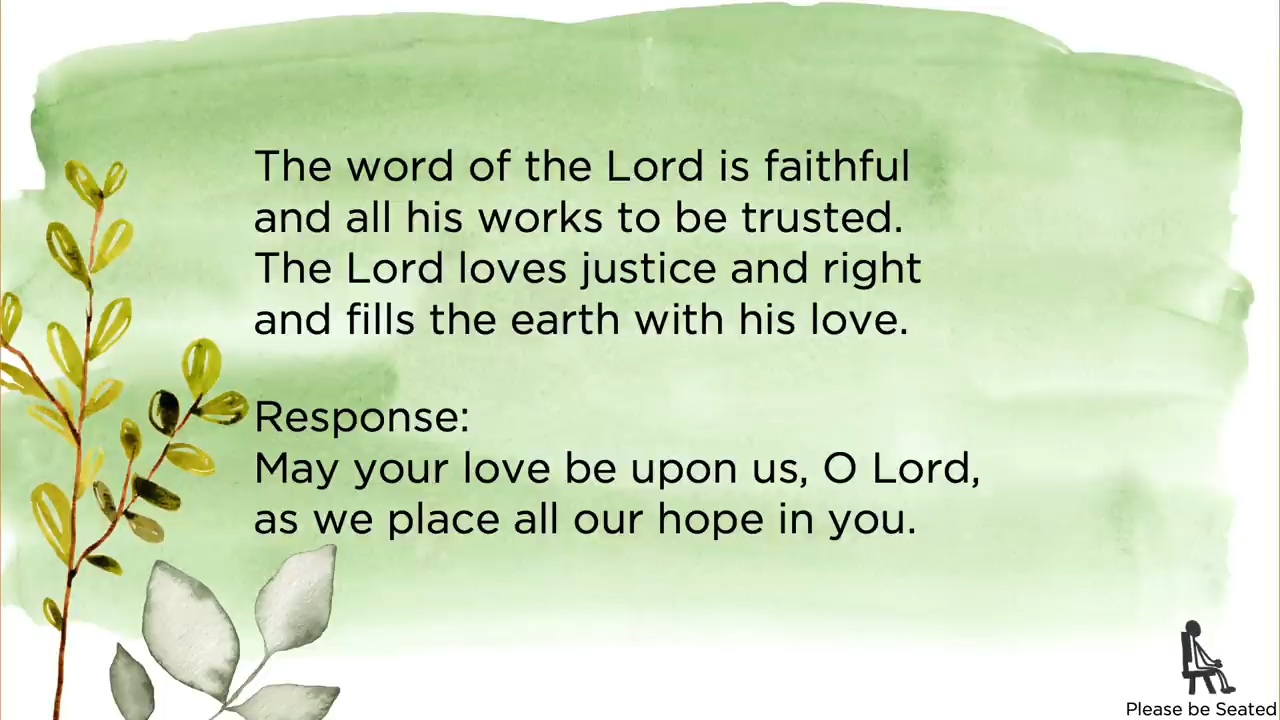 The word of the Lord is faithful
and all his works to be trusted.
The Lord loves justice and right
and fills the earth with his love.
Response:
May your love be upon us, O Lord,
as we place all our hope in you.
Please be Seated